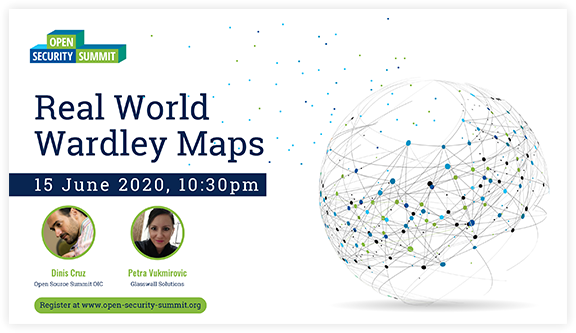 OPEN
SECURITY SUMMIT
Real World
Wardley Maps
15 June 2020, 10:30pm
Dinis Cruz
Petra Vukmirovic
Open Source Summit OfC
Glasswall Solutions
Register at www.open-security-summit.org